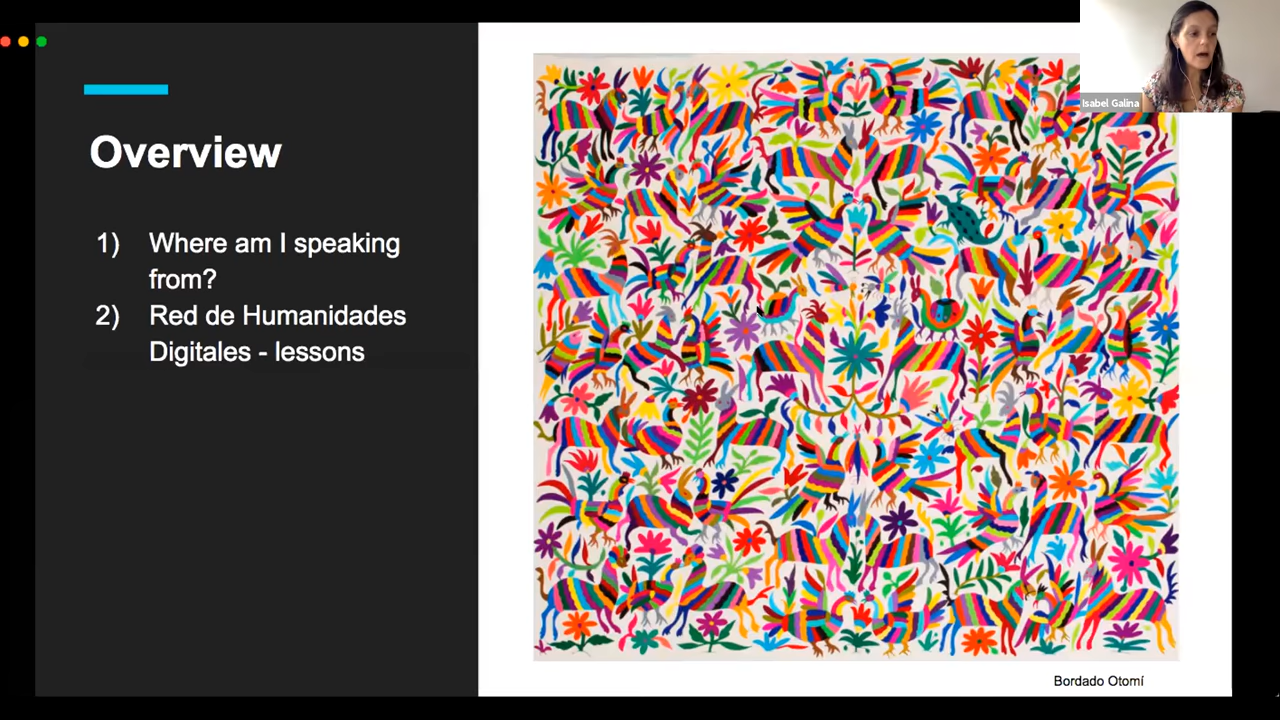 Overview
1) Where am I speaking
from?
2) Red de Humanidades
Digitales - lessons
Isabel Galina
Bordado Otomí